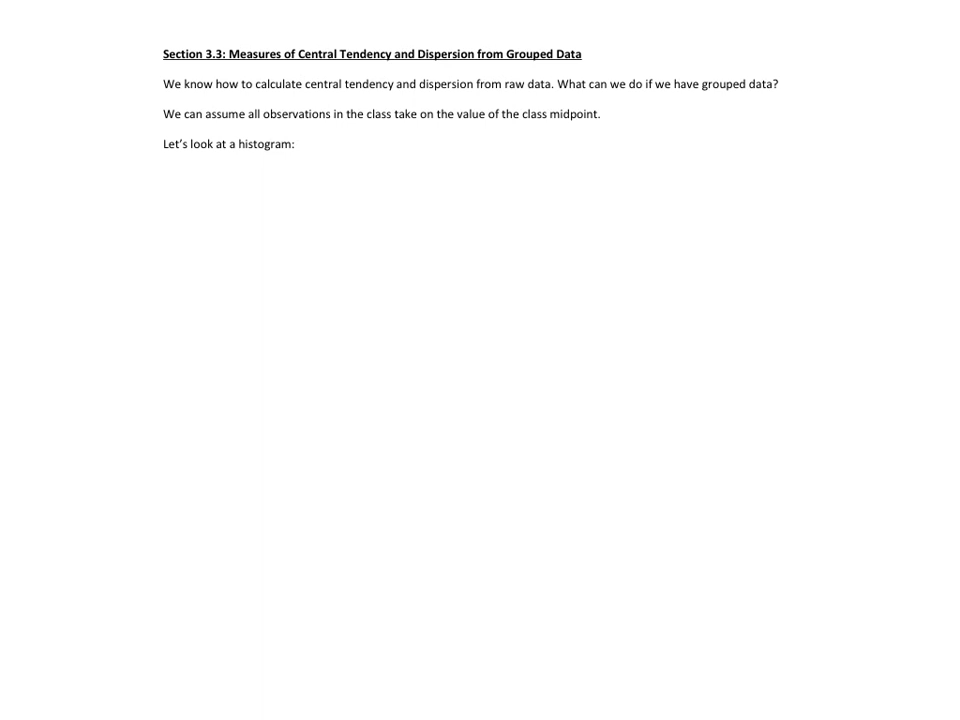 Section 3.3: Measures of Central Tendency and Dispersion from Grouped Data
We know how to calculate central tendency and dispersion from raw data. What can we do if we have grouped data?
We can assume all observations in the class take on the value of the class midpoint.
Let’s look at a histogram: